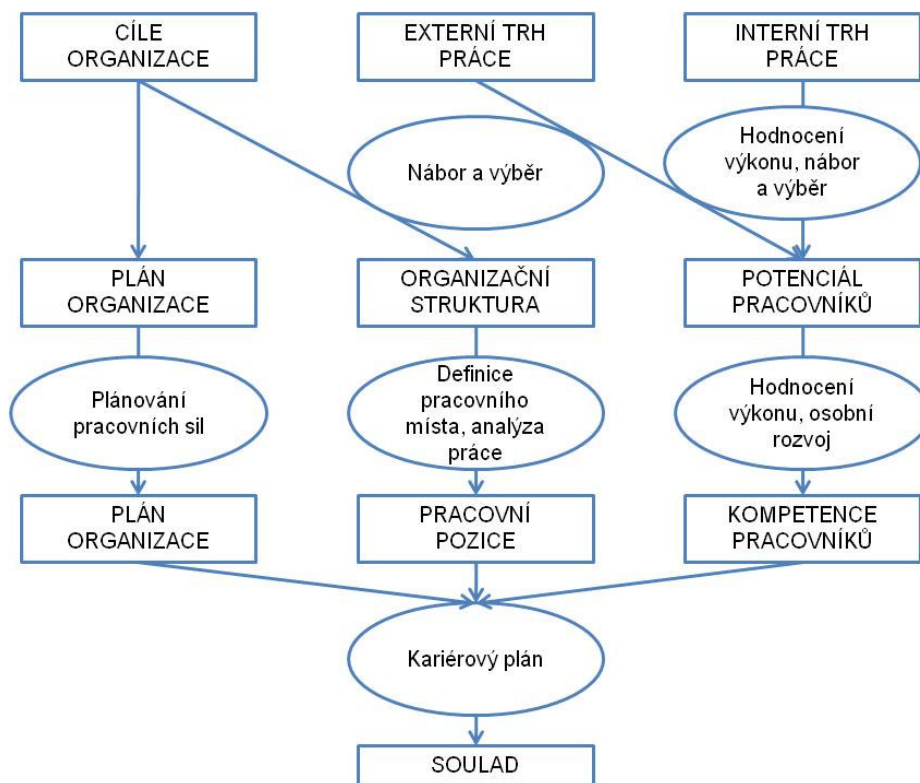 CÍLE
ORGANIZACE
EXTERNÍ TRH
PRÁCE
INTERNÍ TRH
PRÁCE
Nábor a výběr
Hodnocení
výkonu, nábor
a výběr
PLÁN
ORGANIZACE
ORGANIZAČNÍ
STRUKTURA
POTENCIÁL
PRACOVNÍKŮ
Plánování
pracovních sil
Definice
pracovního
místa, analýza
práce
Hodnocení
výkonu, osobní
rozvoj
PLÁN
ORGANIZACE
PRACOVNÍ
POZICE
KOMPETENCE
PRACOVNÍKŮ
Kariérový plán
SOULAD